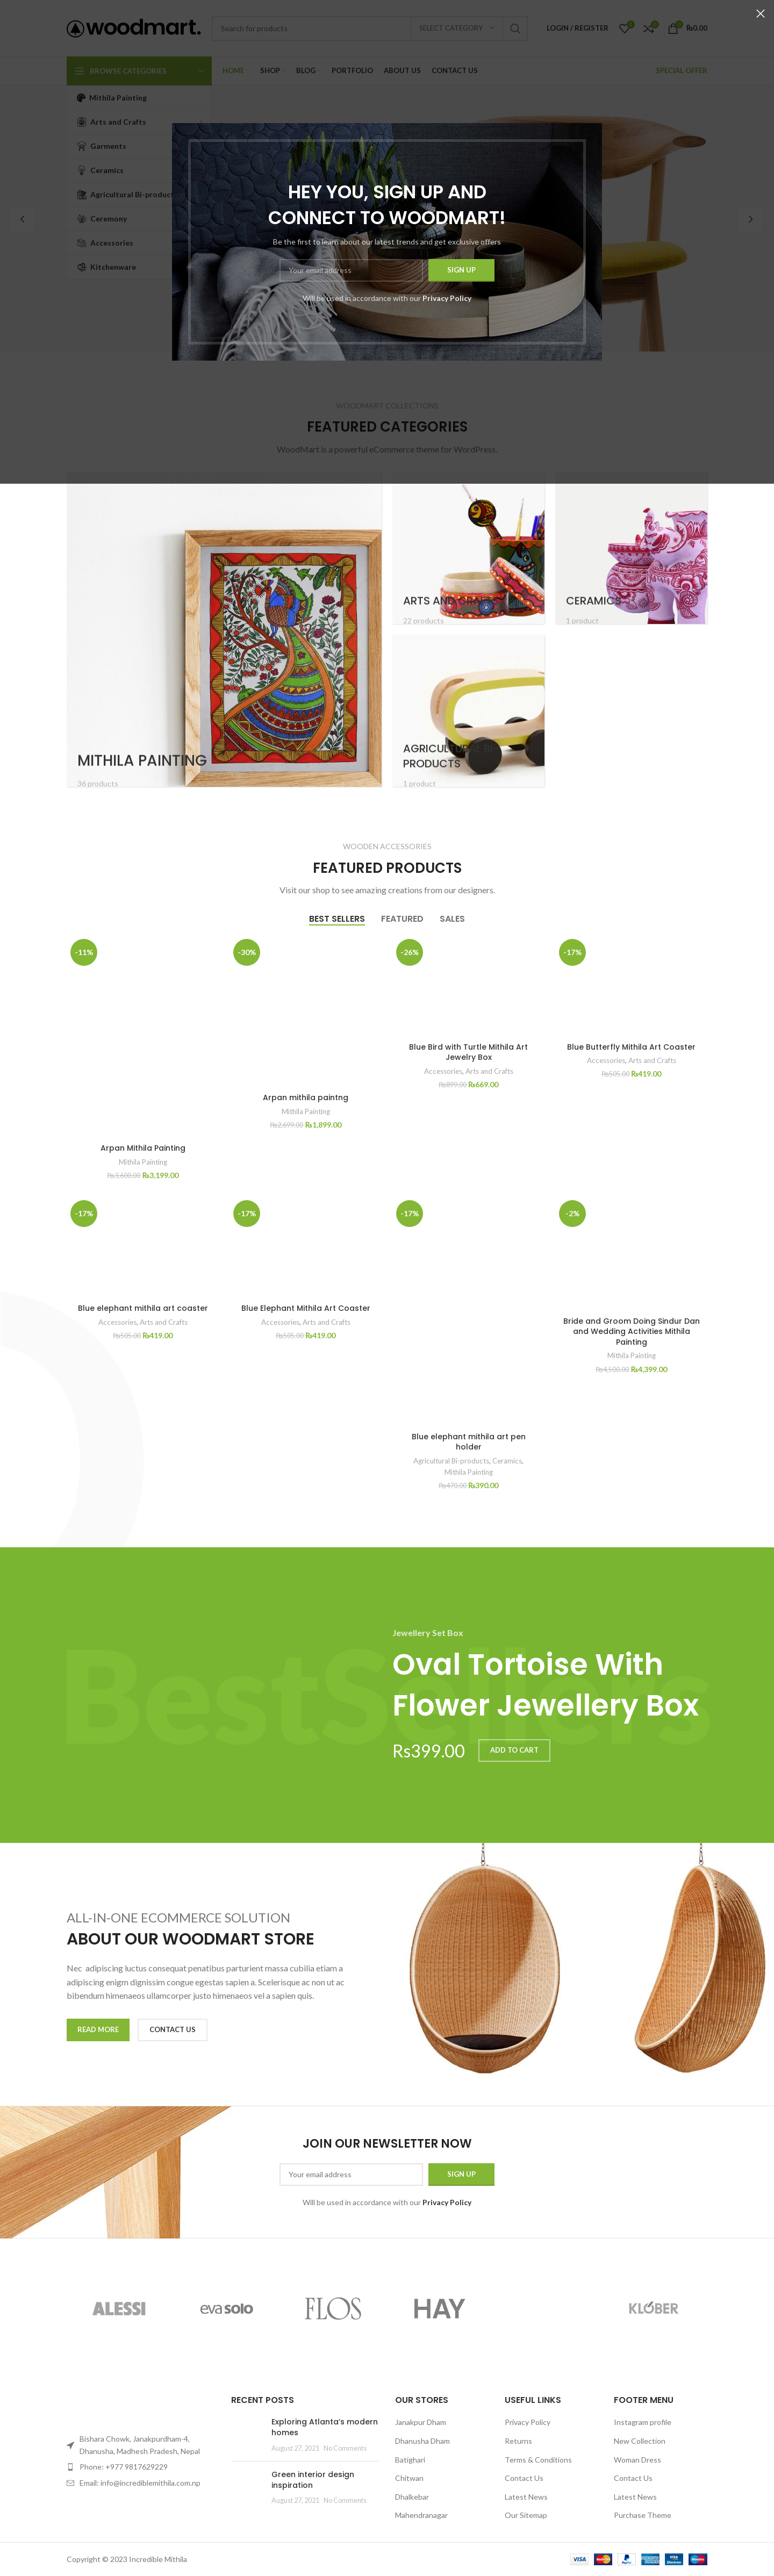 woodmart.
Search for products
SELECT CATEGORY
LOGIN / REGISTER
0
0
0
₨0.00
BROWSE CATEGORIES
HOME
SHOP
BLOG
PORTFOLIO
ABOUT US
CONTACT US
SPECIAL OFFER
Mithila Painting
Arts and Crafts
Garments
Ceramics
Agricultural Bi-product
Ceremony
Accessories
Kitchenware
HEY YOU, SIGN UP AND
CONNECT TO WOODMART!
Be the first to learn about our latest trends and get exclusive offers
Your email address
SIGN UP
Will be used in accordance with our Privacy Policy
WOODMART COLLECTIONS
FEATURED CATEGORIES
WoodMart is a powerful eCommerce theme for WordPress.
MITHILA PAINTING
36 products
ARTS AND CRAFTS
22 products
CERAMICS
1 product
AGRICULTURAL BI-
PRODUCTS
1 product
WOODEN ACCESSORIES
FEATURED PRODUCTS
Visit our shop to see amazing creations from our designers.
BEST SELLERS
FEATURED
SALES
-11%
Arpan Mithila Painting
Mithila Painting
₨3,600.00 ₨3,199.00
-30%
Arpan mithila paintng
Mithila Painting
₨2,699.00 ₨1,899.00
-26%
Blue Bird with Turtle Mithila Art
Jewelry Box
Accessories, Arts and Crafts
₨899.00 ₨669.00
-17%
Blue Butterfly Mithila Art Coaster
Accessories, Arts and Crafts
₨505.00 ₨419.00
-17%
Blue elephant mithila art coaster
Accessories, Arts and Crafts
₨505.00 ₨419.00
-17%
Blue Elephant Mithila Art Coaster
Accessories, Arts and Crafts
₨505.00 ₨419.00
-17%
Blue elephant mithila art pen
holder
Agricultural Bi-products, Ceramics,
Mithila Painting
₨470.00 ₨390.00
-2%
Bride and Groom Doing Sindur Dan
and Wedding Activities Mithila
Painting
Mithila Painting
₨4,500.00 ₨4,399.00
BestSellers
Jewellery Set Box
Oval Tortoise With
Flower Jewellery Box
Rs399.00
ADD TO CART
ALL-IN-ONE ECOMMERCE SOLUTION
ABOUT OUR WOODMART STORE
Nec adipiscing luctus consequat penatibus parturient massa cubilia etiam a
adipiscing enigm dignissim congue egestas sapien a. Scelerisque ac non ut ac
bibendum himenaeos ullamcorper justo himenaeos vel a sapien quis.
READ MORE
CONTACT US
JOIN OUR NEWSLETTER NOW
Your email address
SIGN UP
Will be used in accordance with our Privacy Policy
ALESSI
eva solo
FLOS
HAY
KLÖBER
Bishara Chowk, Janakpurdham-4,
Dhanusha, Madhesh Pradesh, Nepal
Phone: +977 9817629229
Email: info@incrediblemithila.com.np
RECENT POSTS
Exploring Atlanta's modern
homes
August 27, 2021 No Comments
Green interior design
inspiration
August 27, 2021 No Comments
OUR STORES
Janakpur Dham
Dhanusha Dham
Batighari
Chitwan
Dhalkebar
Mahendranagar
USEFUL LINKS
Privacy Policy
Returns
Terms & Conditions
Contact Us
Latest News
Our Sitemap
FOOTER MENU
Instagram profile
New Collection
Woman Dress
Contact Us
Latest News
Purchase Theme
Copyright © 2023 Incredible Mithila
VISA
MasterCard
PayPal
VISA
Electron
Maestro